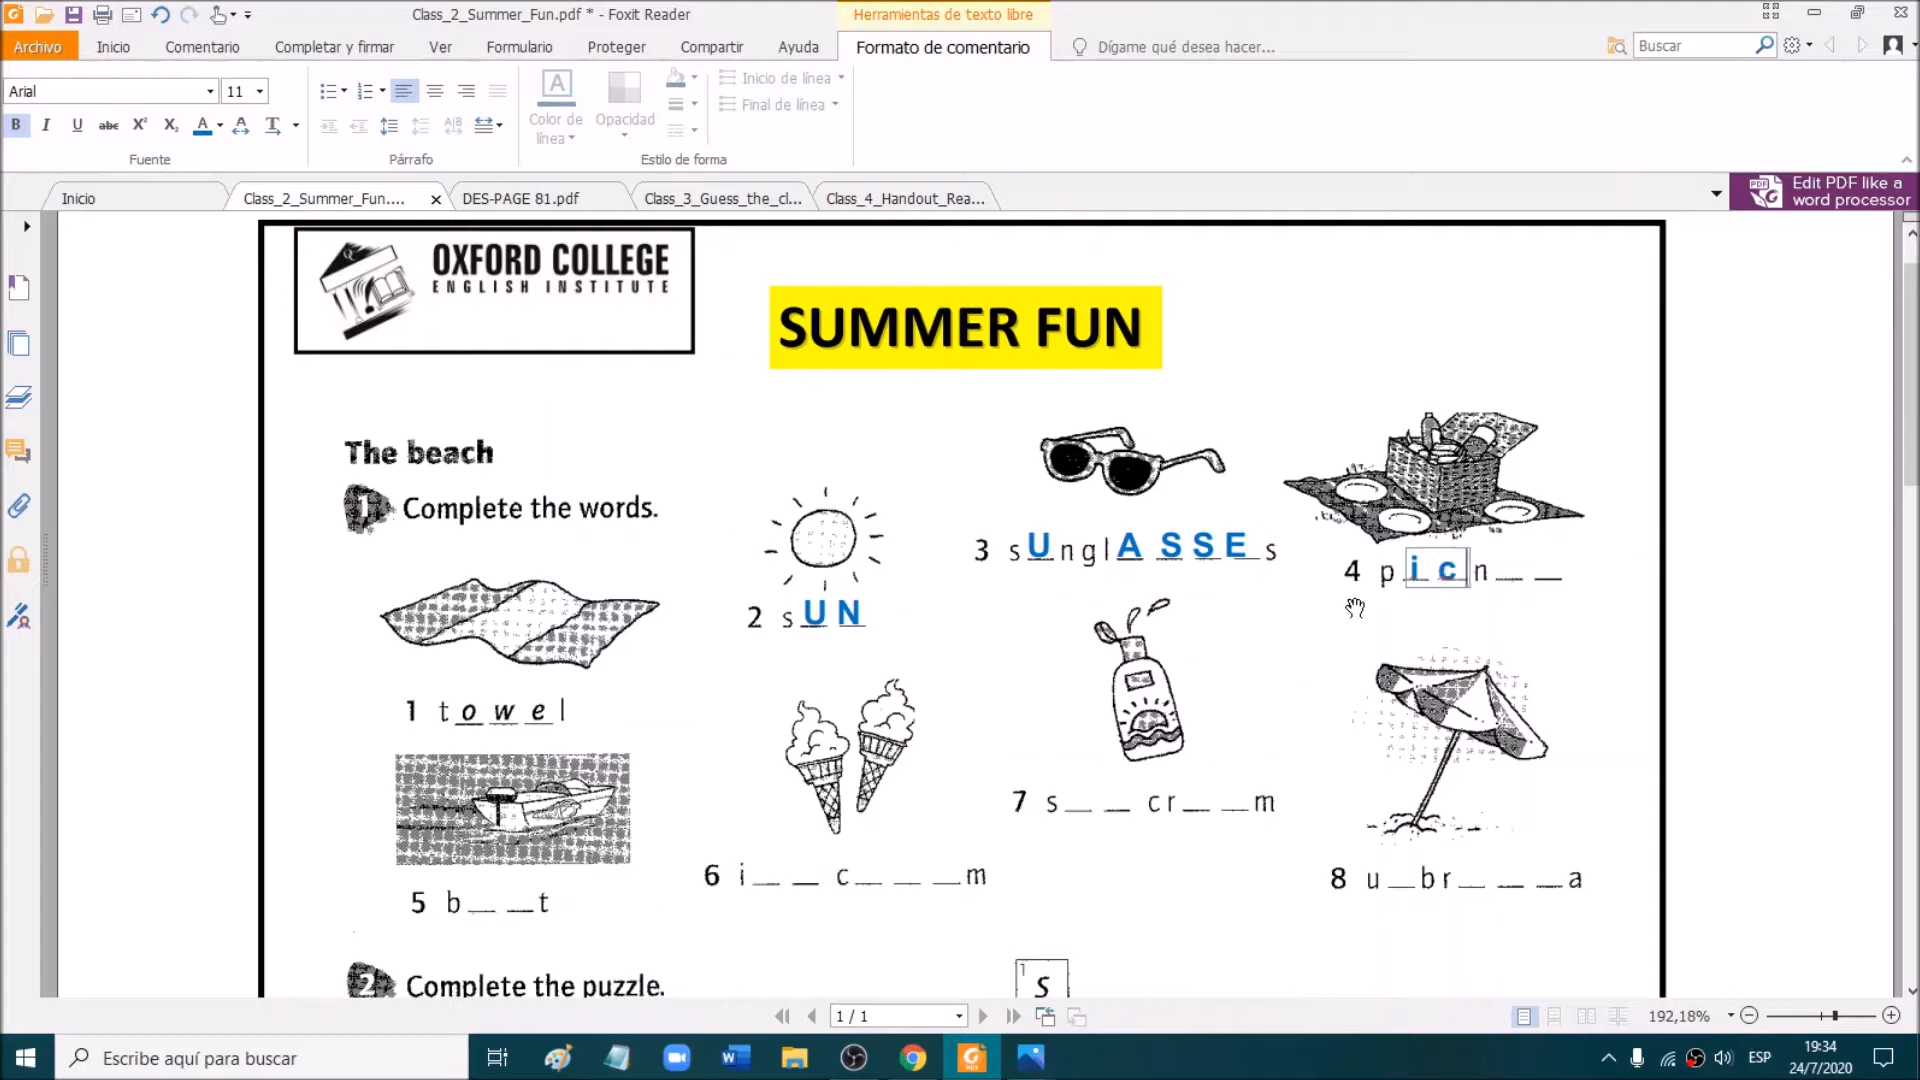 Class_2_Summer_Fun.pdf * - Foxit Reader
Herramientas de texto libre
Archivo Inicio Comentario Completar y firmar Ver Formulario Proteger Compartir Ayuda Formato de comentario Dígame qué desea hacer... Buscar
Arial 11
Inicio de línea
Final de línea
Color de línea
Opacidad
Fuente Párrafo Estilo de forma
Inicio Class_2_Summer_Fun.... DES-PAGE 81.pdf Class_3_Guess_the_cl... Class_4_Handout_Rea...
Edit PDF like a
word processor
OXFORD COLLEGE
ENGLISH INSTITUTE
SUMMER FUN
The beach
1 Complete the words.
1 t o w e l
2 s U N
3 s U n g l A S S E s
4 p i c n _ _
5 b _ _ t
6 i _ _ c _ _ _ m
7 s _ _ c r _ _ m
8 u _ b r _ _ _ a
2 Complete the puzzle.
1
S
1 / 1
192,18%
Escribe aquí para buscar
ESP
19:34
24/7/2020